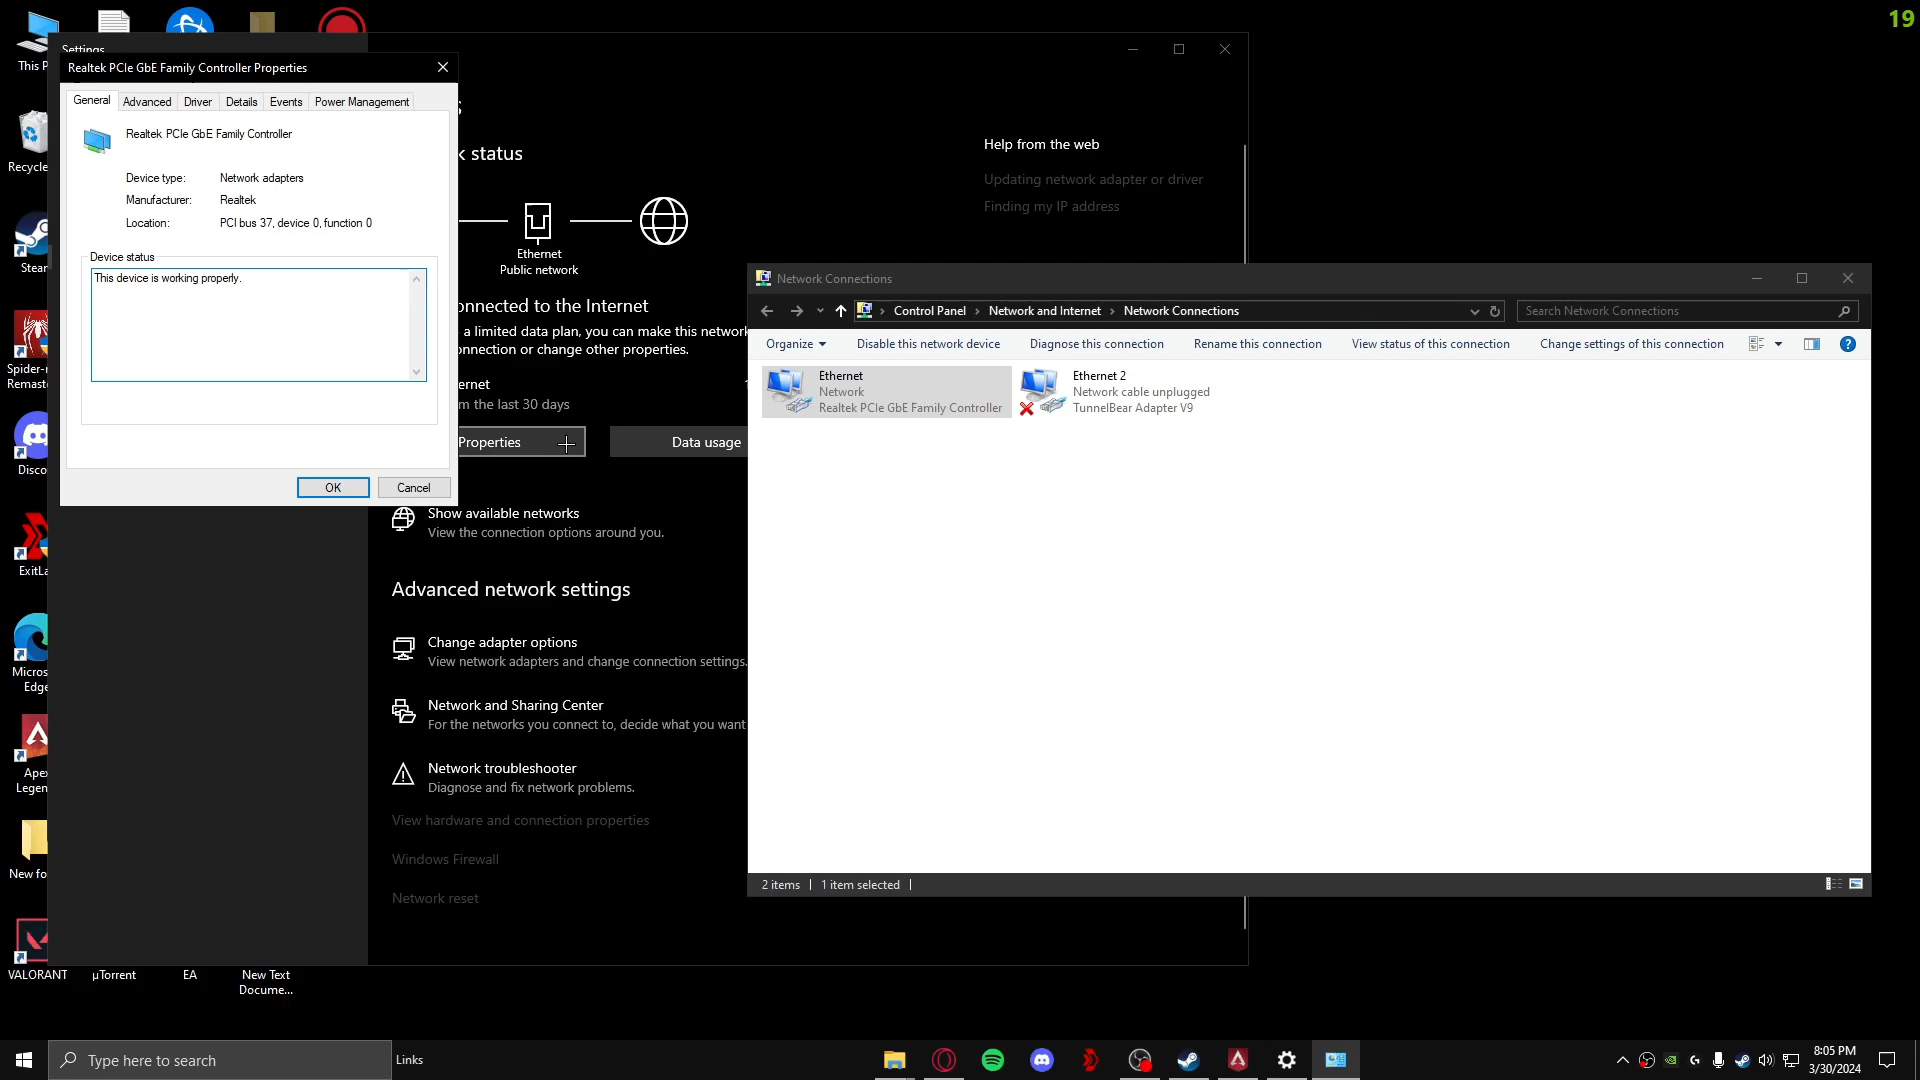 19
This P
Recycle
Stear
Spider-
Remaste
Disco
ExitLa
Micros
Edge
Apex
Legen
New fo
VALORANT
µTorrent
EA
New Text
Docume...
Settings
Realtek PCIe GbE Family Controller Properties
General
Advanced
Driver
Details
Events
Power Management
Realtek PCIe GbE Family Controller
Device type: Network adapters
Manufacturer: Realtek
Location: PCI bus 37, device 0, function 0
Device status
This device is working properly.
OK
Cancel
k status
Ethernet
Public network
onnected to the Internet
a limited data plan, you can make this network
onnection or change other properties.
ernet
m the last 30 days
Properties
Data usage
Show available networks
View the connection options around you.
Advanced network settings
Change adapter options
View network adapters and change connection settings.
Network and Sharing Center
For the networks you connect to, decide what you want
Network troubleshooter
Diagnose and fix network problems.
View hardware and connection properties
Windows Firewall
Network reset
Help from the web
Updating network adapter or driver
Finding my IP address
Network Connections
Control Panel > Network and Internet > Network Connections
Search Network Connections
Organize
Disable this network device
Diagnose this connection
Rename this connection
View status of this connection
Change settings of this connection
Ethernet
Network
Realtek PCIe GbE Family Controller
Ethernet 2
Network cable unplugged
TunnelBear Adapter V9
2 items
1 item selected
Type here to search
Links
8:05 PM
3/30/2024